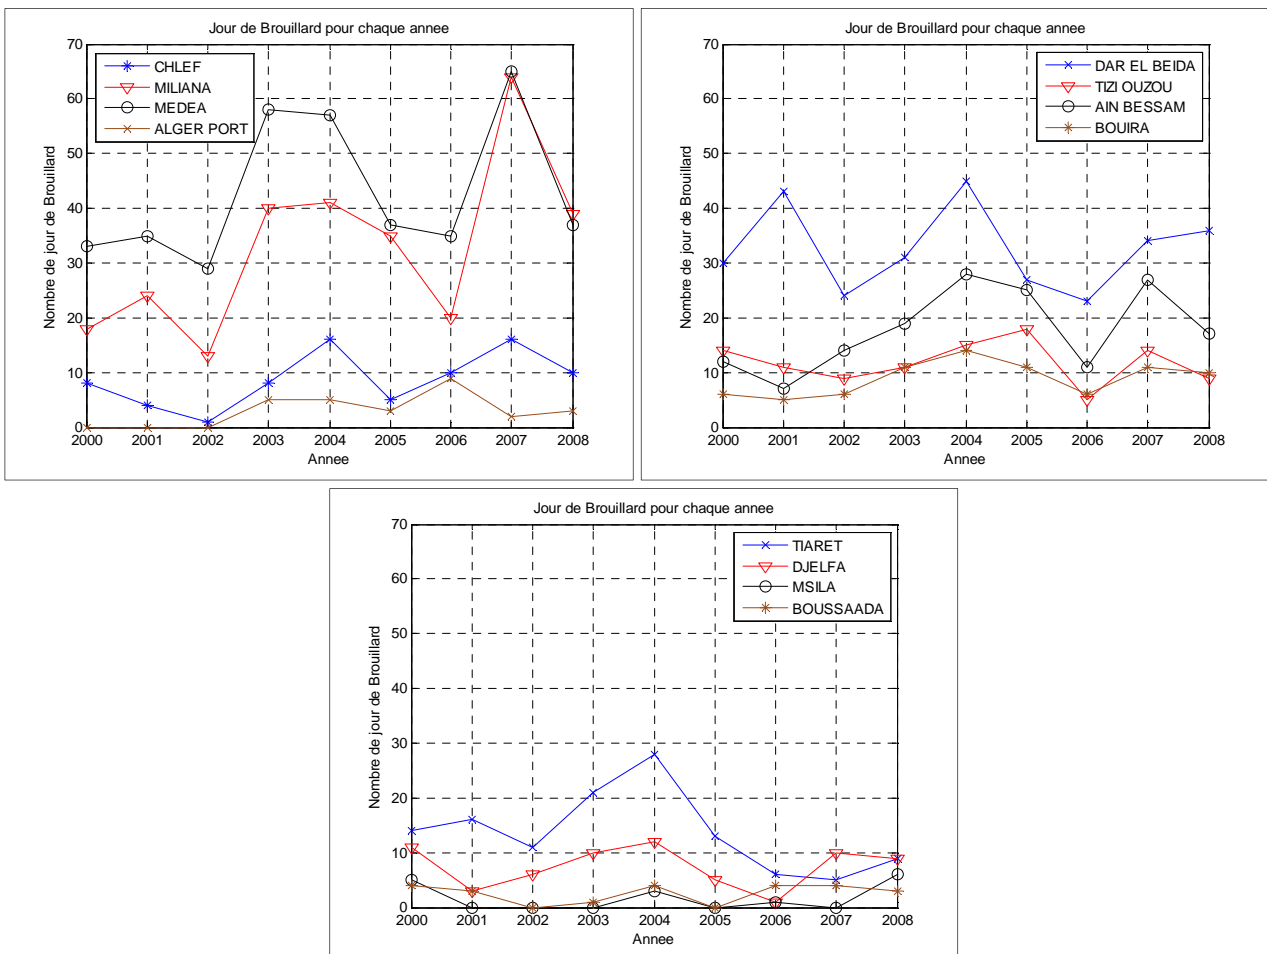 Jour de Brouillard pour chaque annee
70
60
50
40
30
20
10
0
Nombre de jour de Brouillard
CHLEF
MILIANA
MEDEA
ALGER PORT
2000 2001 2002 2003 2004 2005 2006 2007 2008
Annee
Jour de Brouillard pour chaque annee
70
60
50
40
30
20
10
0
Nombre de jour de Brouillard
DAR EL BEIDA
TIZI OUZOU
AIN BESSAM
BOUIRA
2000 2001 2002 2003 2004 2005 2006 2007 2008
Annee
Jour de Brouillard pour chaque annee
70
60
50
40
30
20
10
0
Nombre de jour de Brouillard
TIARET
DJELFA
MSILA
BOUSSAADA
2000 2001 2002 2003 2004 2005 2006 2007 2008
Annee